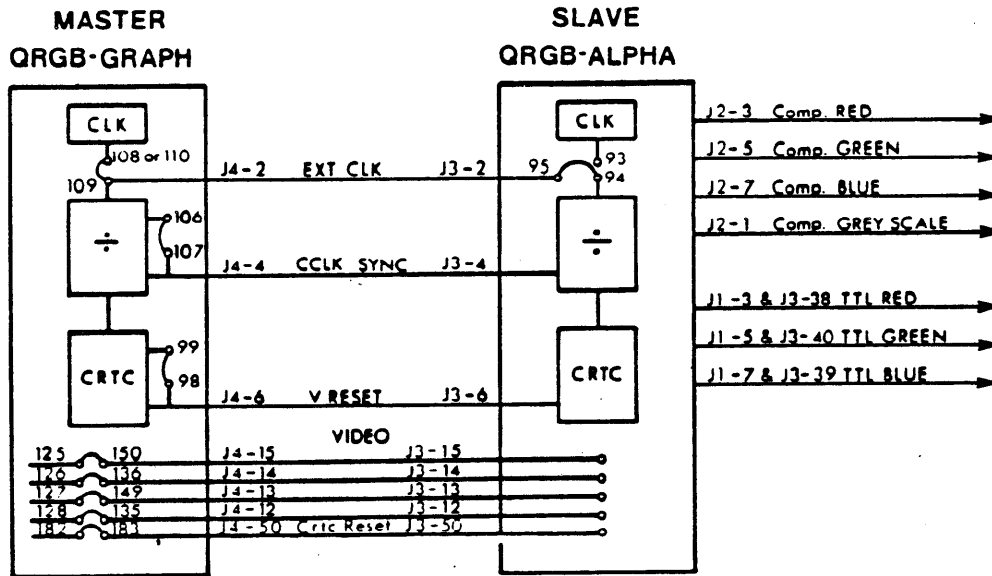 MASTER
QRGB-GRAPH
SLAVE
QRGB-ALPHA
CLK
108 or 110
109
J4-2 EXT CLK J3-2
95
CLK
93
94
÷
106
107
J4-4 CCLK SYNC J3-4
÷
CRTC
99
98
J4-6 V RESET J3-6
CRTC
VIDEO
125 150 J4-15 J3-15
126 136 J4-14 J3-14
127 149 J4-13 J3-13
128 135 J4-12 J3-12
182 183 J4-50 Crtc Reset J3-50
J2-3 Comp. RED
J2-5 Comp. GREEN
J2-7 Comp. BLUE
J2-1 Comp. GREY SCALE
J1-3 & J3-38 TTL RED
J1-5 & J3-40 TTL GREEN
J1-7 & J3-39 TTL BLUE